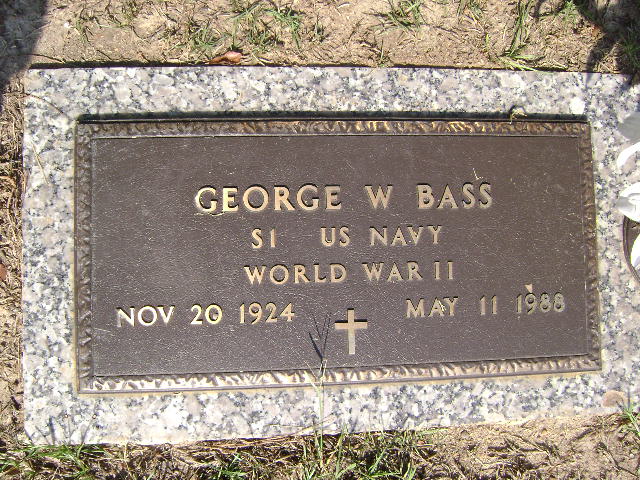 GEORGE W BASS
S1 US NAVY
WORLD WAR II
NOV 20 1924 MAY 11 1988